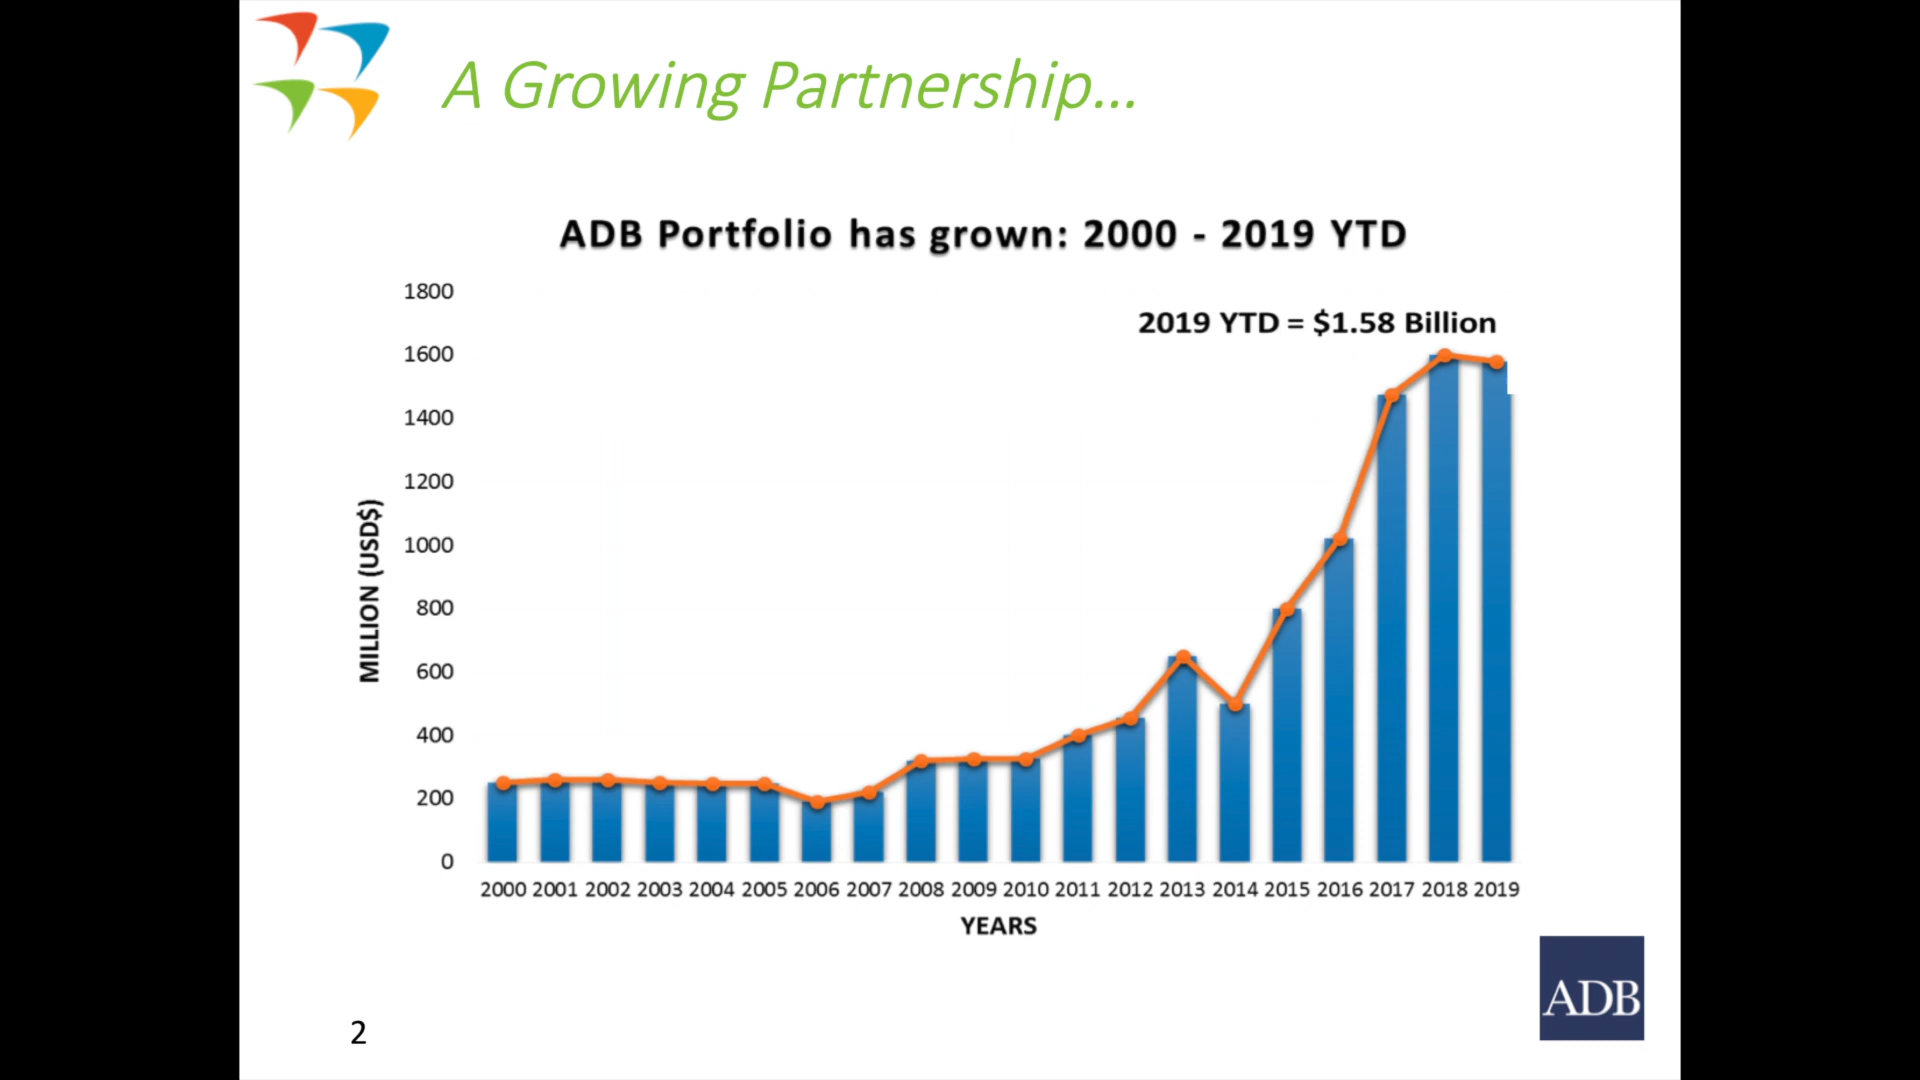 A Growing Partnership...
ADB Portfolio has grown: 2000 - 2019 YTD
2019 YTD = $1.58 Billion
MILLION (USD$)
1800
1600
1400
1200
1000
800
600
400
200
0
2000 2001 2002 2003 2004 2005 2006 2007 2008 2009 2010 2011 2012 2013 2014 2015 2016 2017 2018 2019
YEARS
ADB
2